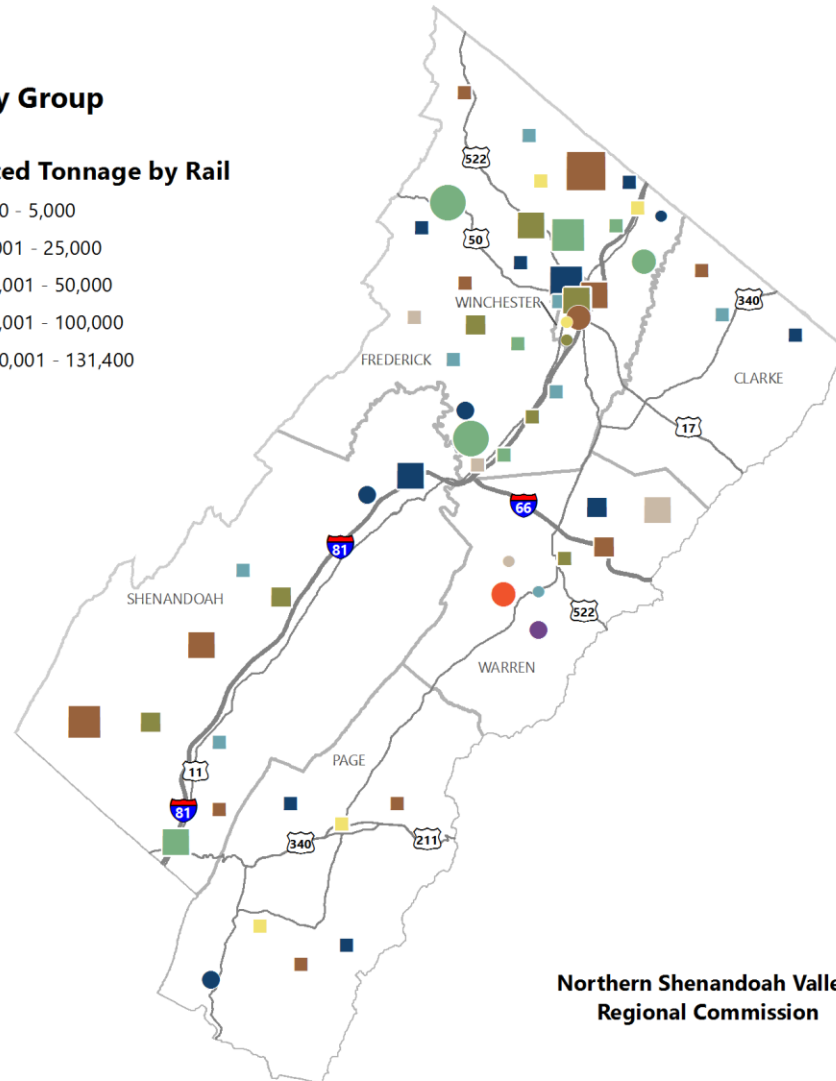 y Group
ted Tonnage by Rail
0 - 5,000
001 - 25,000
,001 - 50,000
,001 - 100,000
0,001 - 131,400
522
50
WINCHESTER
340
FREDERICK
CLARKE
17
66
81
SHENANDOAH
522
WARREN
PAGE
11
81
340
211
Northern Shenandoah Valle
Regional Commission